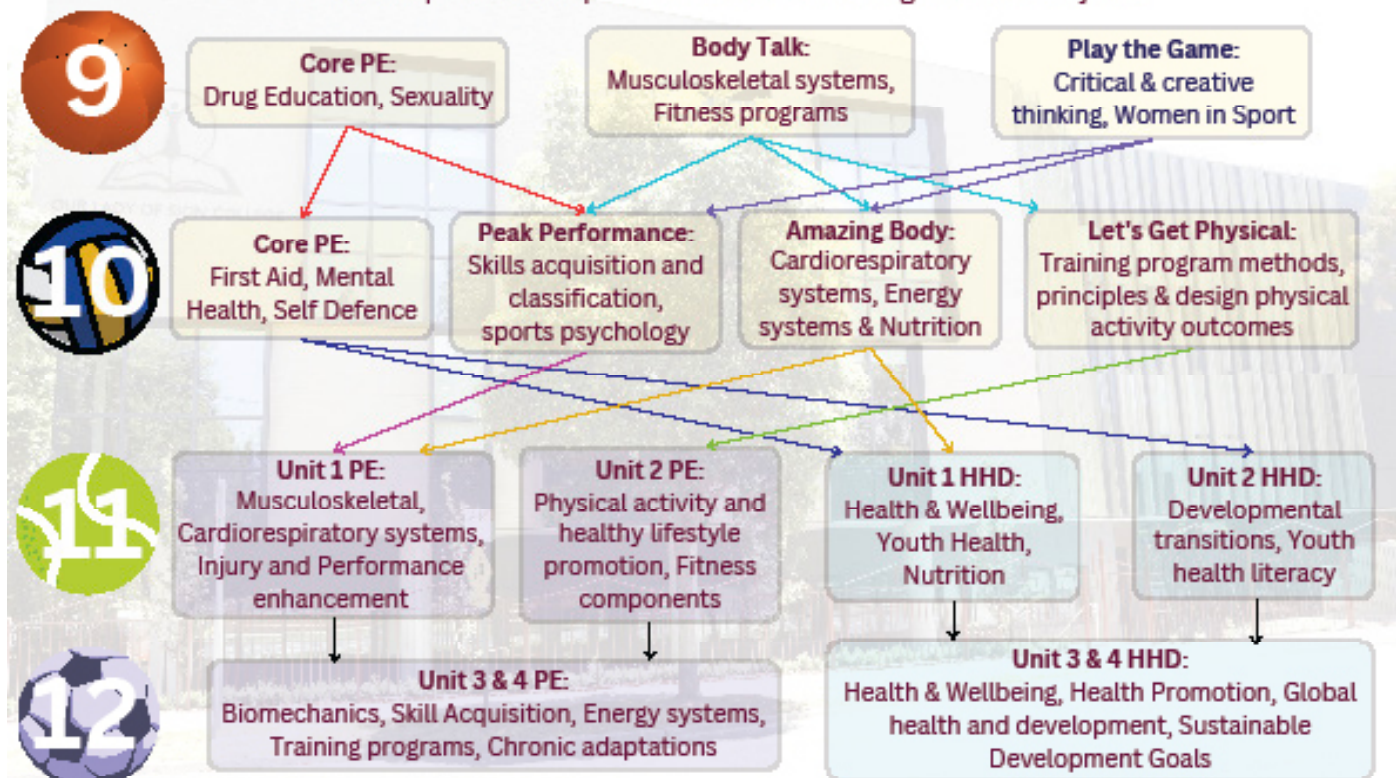 9
Core PE:
Drug Education, Sexuality
Body Talk:
Musculoskeletal systems,
Fitness programs
Play the Game:
Critical & creative
thinking, Women in Sport
10
Core PE:
First Aid, Mental
Health, Self Defence
Peak Performance:
Skills acquisition and
classification,
sports psychology
Amazing Body:
Cardiorespiratory
systems, Energy
systems & Nutrition
Let's Get Physical:
Training program methods,
principles & design physical
activity outcomes
11
Unit 1 PE:
Musculoskeletal,
Cardiorespiratory systems,
Injury and Performance
enhancement
Unit 2 PE:
Physical activity and
healthy lifestyle
promotion, Fitness
components
Unit 1 HHD:
Health & Wellbeing,
Youth Health,
Nutrition
Unit 2 HHD:
Developmental
transitions, Youth
health literacy
12
Unit 3 & 4 PE:
Biomechanics, Skill Acquisition, Energy systems,
Training programs, Chronic adaptations
Unit 3 & 4 HHD:
Health & Wellbeing, Health Promotion, Global
health and development, Sustainable
Development Goals